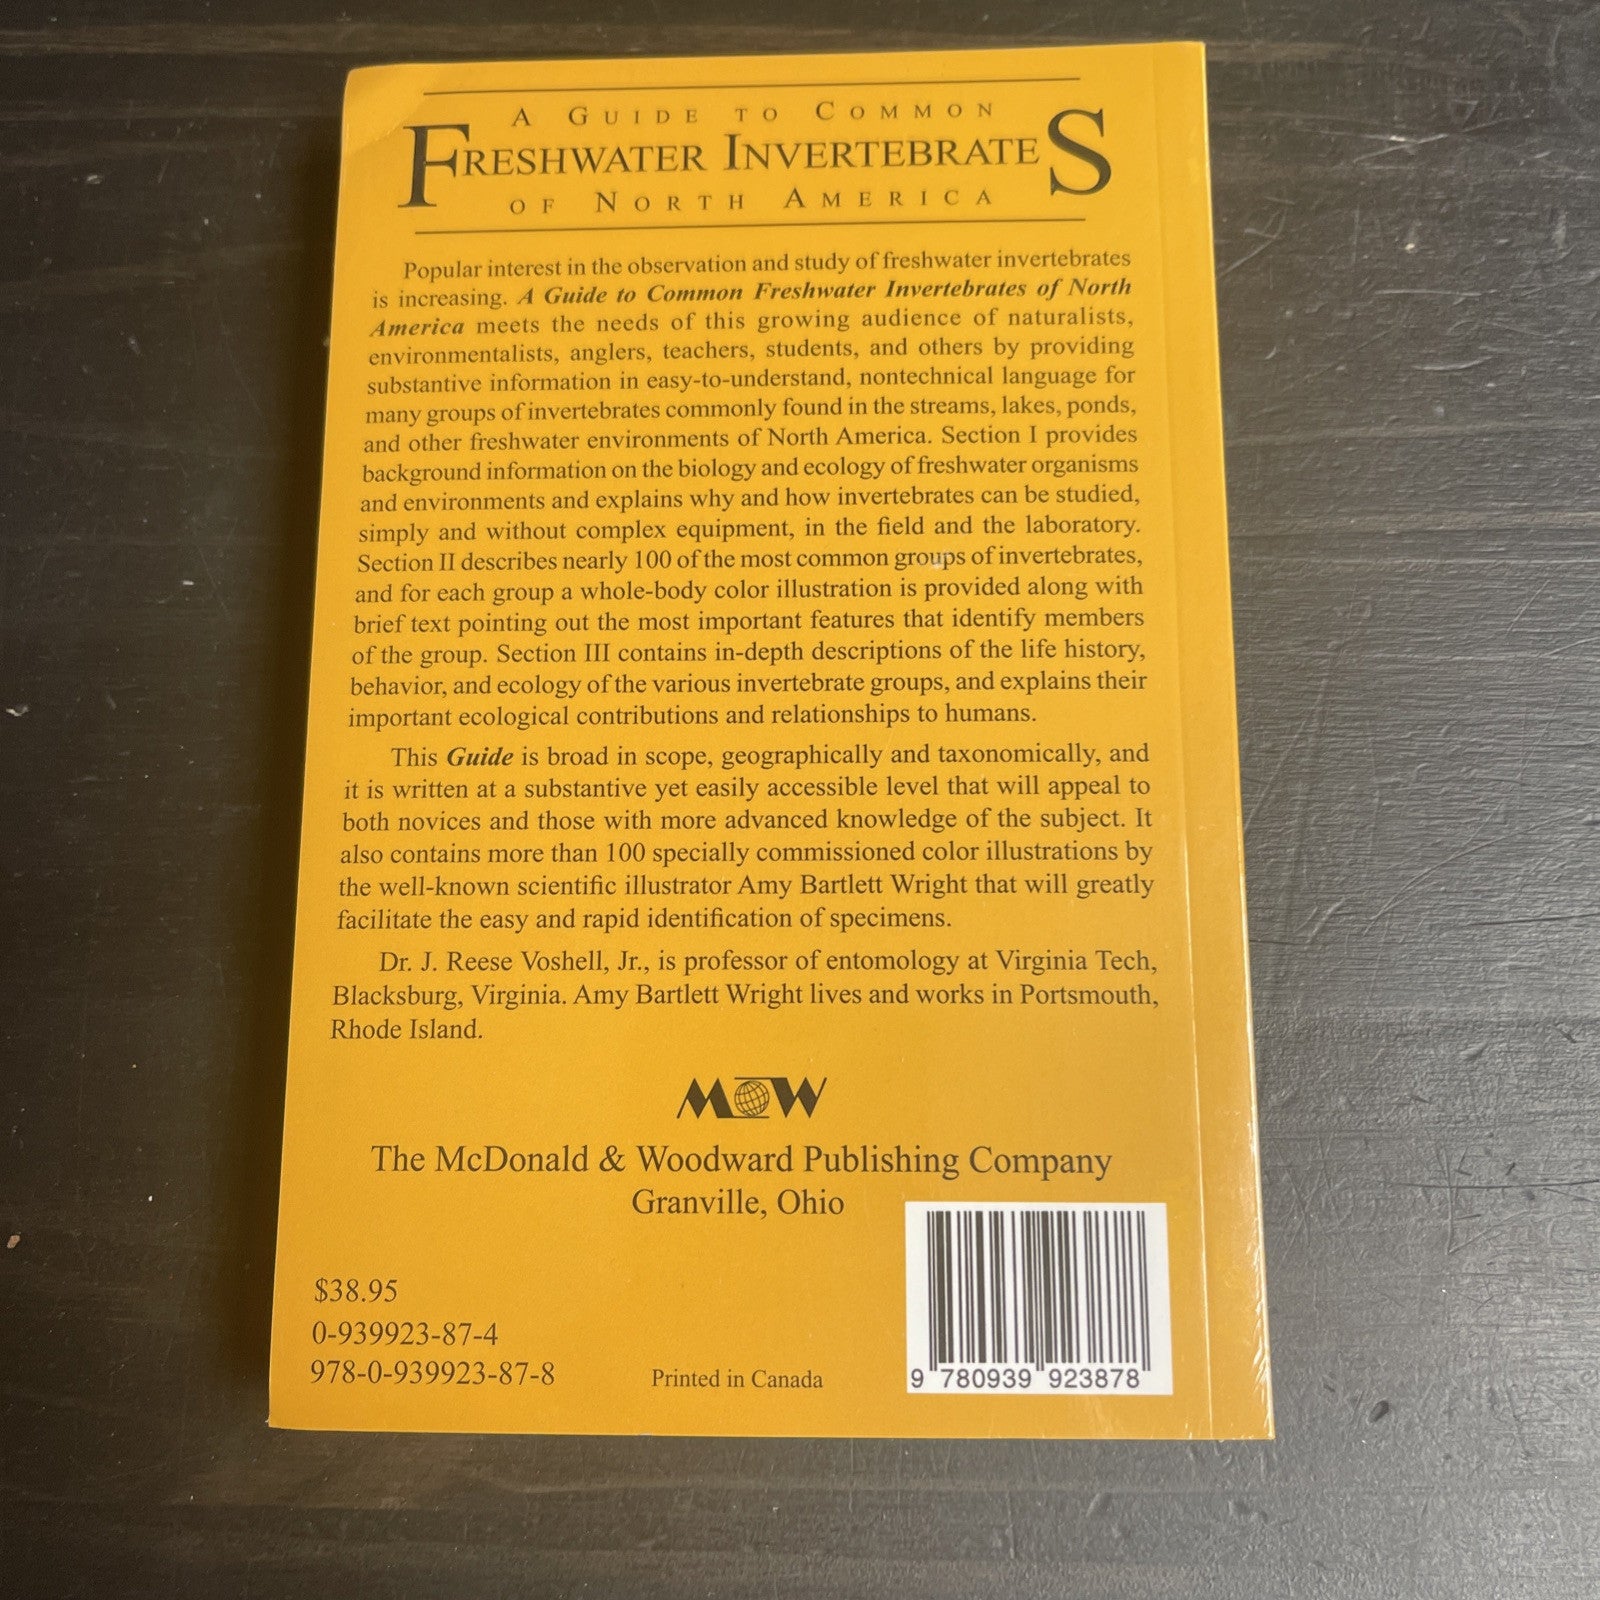 A GUIDE TO COMMON
FRESHWATER INVERTEBRATES
OF NORTH AMERICA
Popular interest in the observation and study of freshwater invertebrates
is increasing. A Guide to Common Freshwater Invertebrates of North
America meets the needs of this growing audience of naturalists,
environmentalists, anglers, teachers, students, and others by providing
substantive information in easy-to-understand, nontechnical language for
many groups of invertebrates commonly found in the streams, lakes, ponds,
and other freshwater environments of North America. Section I provides
background information on the biology and ecology of freshwater organisms
and environments and explains why and how invertebrates can be studied,
simply and without complex equipment, in the field and the laboratory.
Section II describes nearly 100 of the most common groups of invertebrates,
and for each group a whole-body color illustration is provided along with
brief text pointing out the most important features that identify members
of the group. Section III contains in-depth descriptions of the life history,
behavior, and ecology of the various invertebrate groups, and explains their
important ecological contributions and relationships to humans.
This Guide is broad in scope, geographically and taxonomically, and
it is written at a substantive yet easily accessible level that will appeal to
both novices and those with more advanced knowledge of the subject. It
also contains more than 100 specially commissioned color illustrations by
the well-known scientific illustrator Amy Bartlett Wright that will greatly
facilitate the easy and rapid identification of specimens.
Dr. J. Reese Voshell, Jr., is professor of entomology at Virginia Tech,
Blacksburg, Virginia. Amy Bartlett Wright lives and works in Portsmouth,
Rhode Island.
M W
The McDonald & Woodward Publishing Company
Granville, Ohio
$38.95
0-939923-87-4
978-0-939923-87-8
Printed in Canada
9 780939 923878